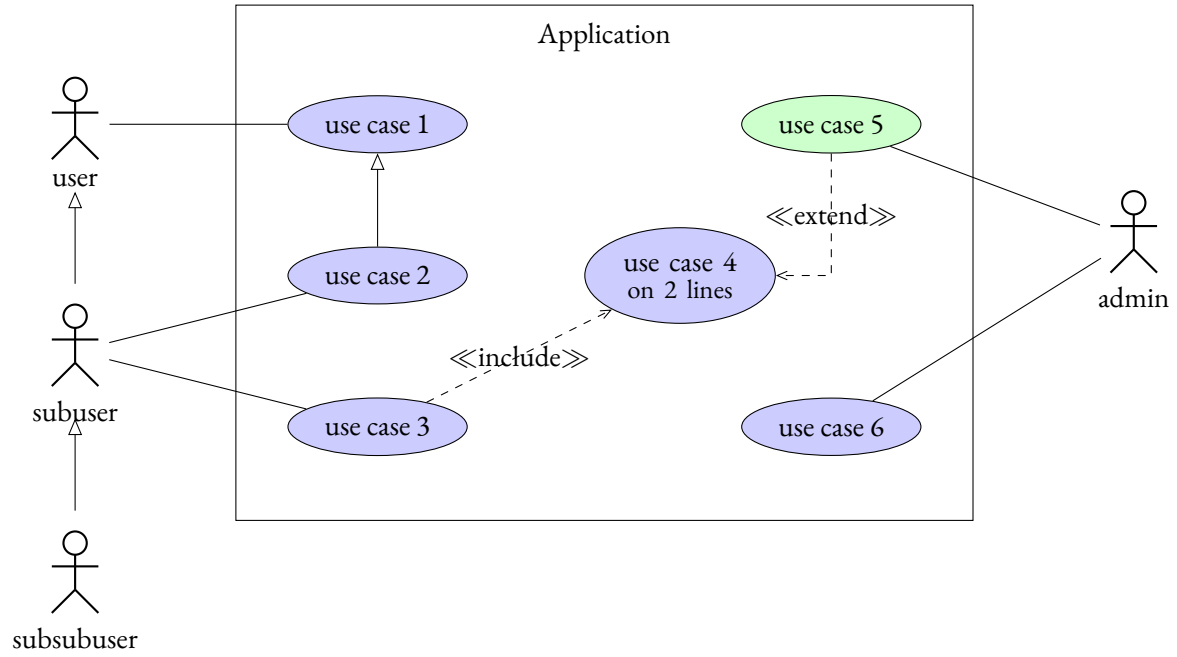 Application
user
use case 1
use case 5
≪extend≫
use case 2
use case 4
on 2 lines
admin
≪include≫
subuser
use case 3
use case 6
subsubuser